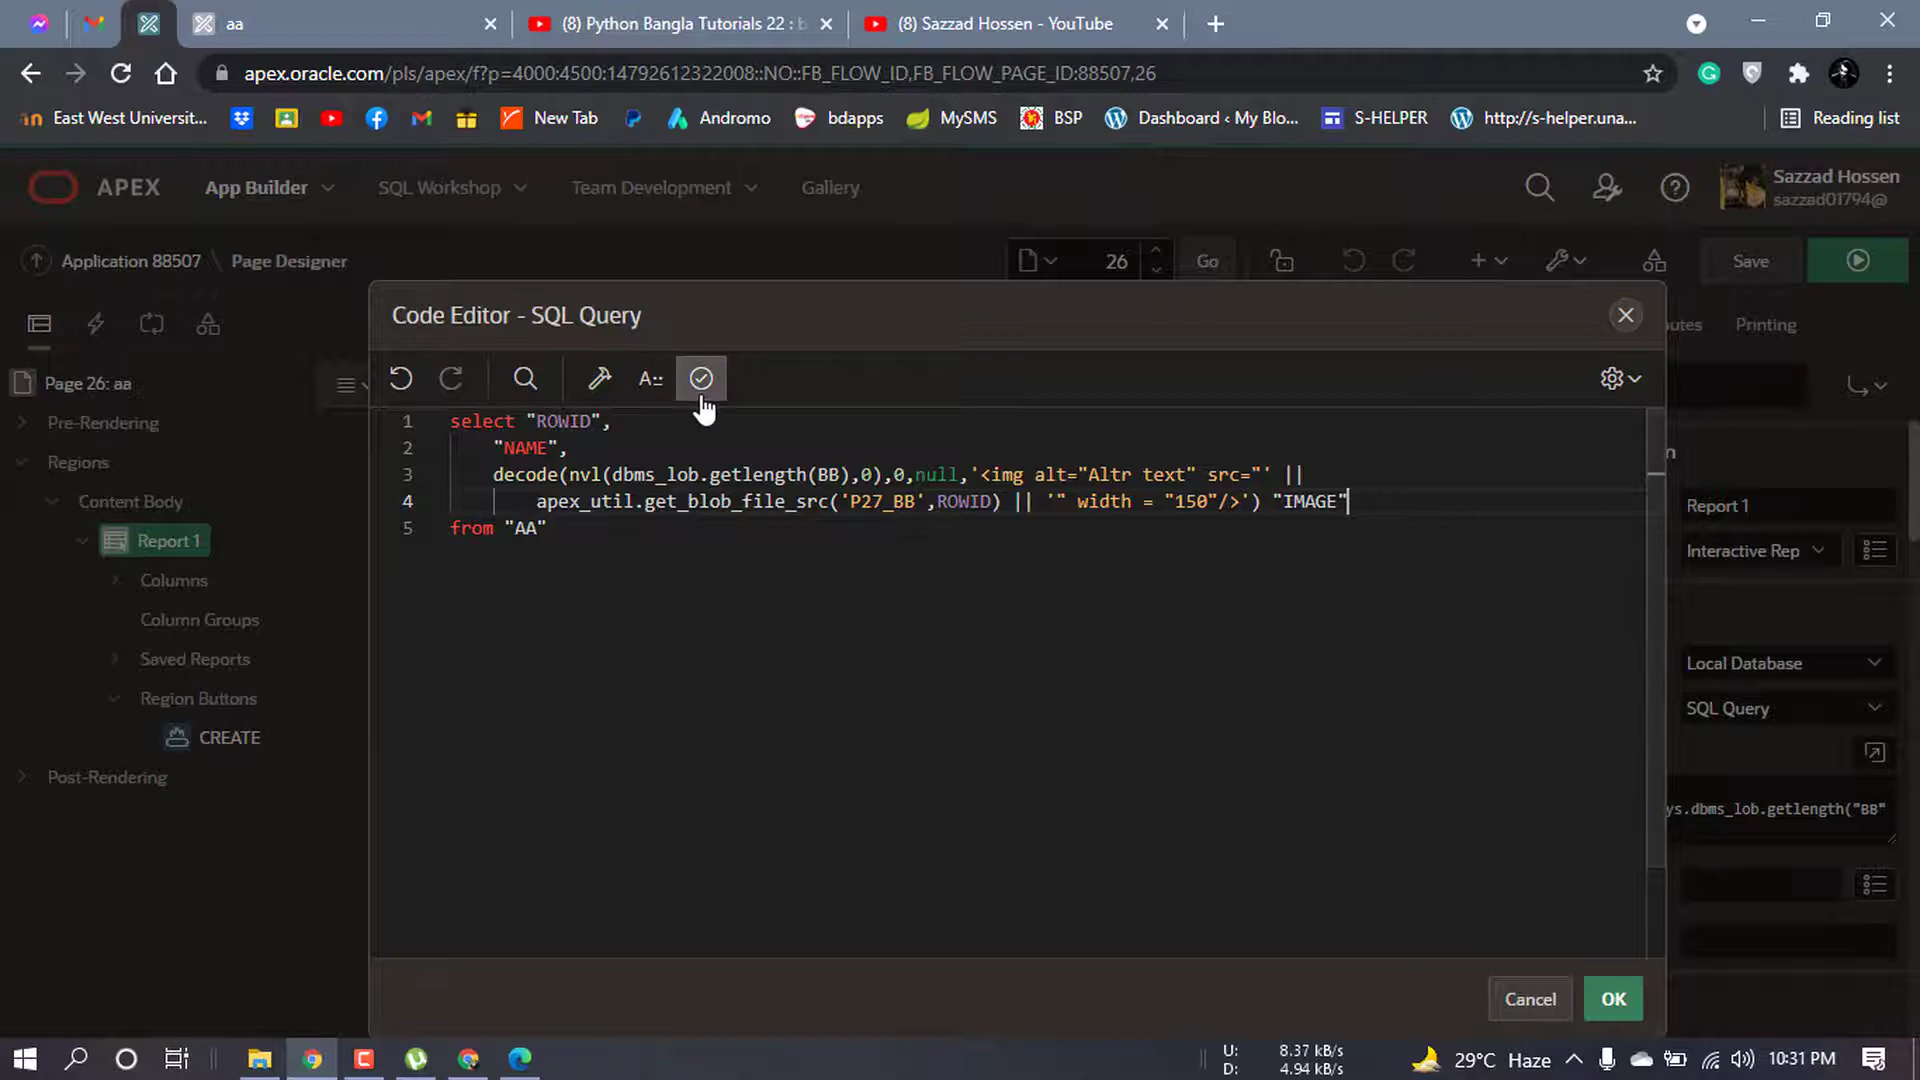 aa
(8) Python Bangla Tutorials 22 : b
(8) Sazzad Hossen - YouTube
apex.oracle.com/pls/apex/f?p=4000:4500:14792612322008::NO::FB_FLOW_ID,FB_FLOW_PAGE_ID:88507,26
East West Universit...
New Tab
Andromo
bdapps
MySMS
BSP
Dashboard ‹ My Blo...
S-HELPER
http://s-helper.una...
Reading list
APEX
App Builder
SQL Workshop
Team Development
Gallery
Sazzad Hossen
sazzad01794@
Application 88507 \ Page Designer
26
Go
Save
Code Editor - SQL Query
utes
Printing
Page 26: aa
Pre-Rendering
Regions
Content Body
Report 1
Columns
Column Groups
Saved Reports
Region Buttons
CREATE
Post-Rendering
A::
1 select "ROWID",
2 "NAME",
3 decode(nvl(dbms_lob.getlength(BB),0),0,null,'<img alt="Altr text" src="' ||
4 apex_util.get_blob_file_src('P27_BB',ROWID) || '" width = "150"/>') "IMAGE"
5 from "AA"
n
Report 1
Interactive Rep
Local Database
SQL Query
ys.dbms_lob.getlength("BB"
Cancel
OK
U: 8.37 kB/s
D: 4.94 kB/s
29°C Haze
10:31 PM